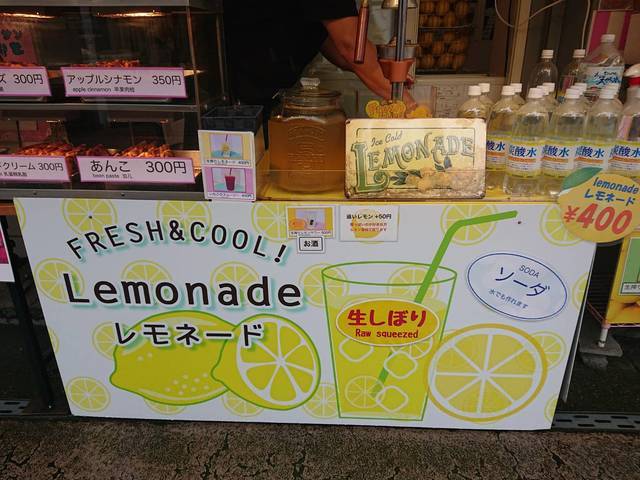 300円
アップルシナモン 350円
apple cinnamon
クリーム 300円
あんこ 300円
bean paste 豆沙
Ice Cold
LEMONADE
炭酸水
炭酸水
炭酸水
炭酸水
lemonade
レモネード
¥400
追いレモン +50円
お酒
FRESH&COOL!
Lemonade
レモネード
生しぼり
Raw squeezed
SODA
ソーダ
水でも作れます